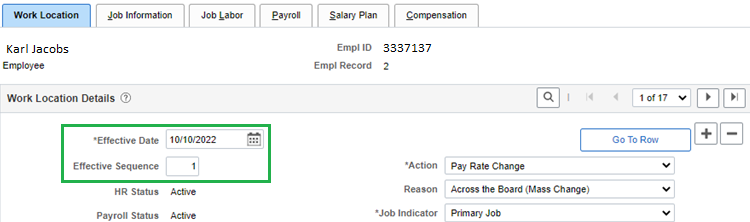 Work Location Job Information Job Labor Payroll Salary Plan Compensation
Karl Jacobs Empl ID 3337137
Employee Empl Record 2
Work Location Details ? 1 of 17
*Effective Date 10/10/2022 Go To Row
Effective Sequence 1 *Action Pay Rate Change
HR Status Active Reason Across the Board (Mass Change)
Payroll Status Active *Job Indicator Primary Job